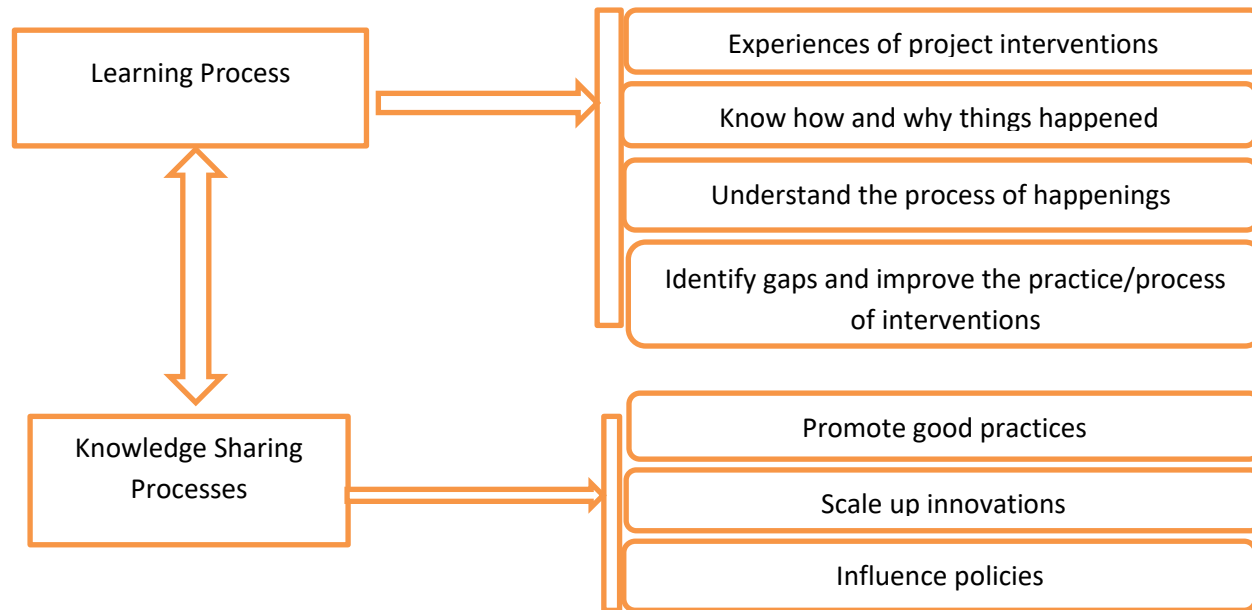 Learning Process
Experiences of project interventions
Know how and why things happened
Understand the process of happenings
Identify gaps and improve the practice/process
of interventions
Knowledge Sharing
Processes
Promote good practices
Scale up innovations
Influence policies